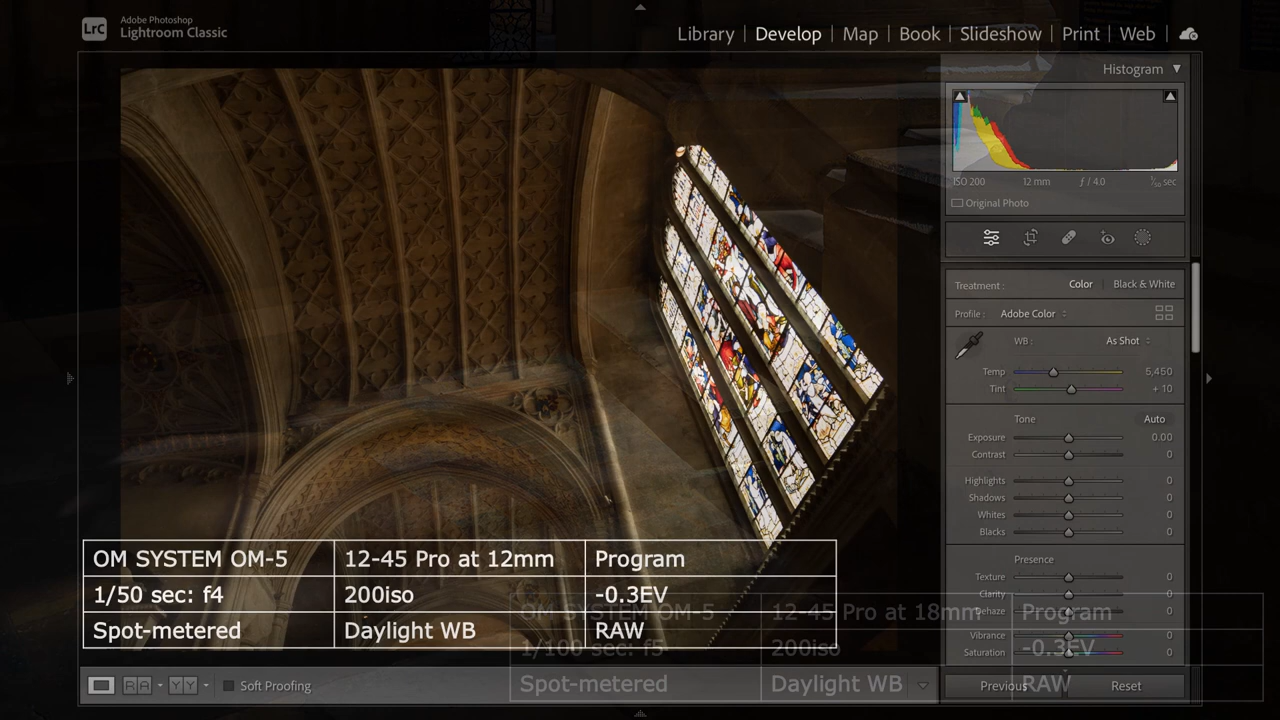 LrC
Adobe Photoshop
Lightroom Classic
Library | Develop | Map | Book | Slideshow | Print | Web |
Histogram
ISO 200 12 mm ƒ / 4.0
Original Photo
Treatment : Color | Black & White
Profile : Adobe Color
WB : As Shot
Temp 5,450
Tint + 10
Tone Auto
Exposure 0.00
Contrast 0
Highlights 0
Shadows 0
Whites 0
Blacks 0
Presence
Texture 0
Clarity 0
Dehaze 0
Vibrance 0
Saturation 0
Previous Reset
OM SYSTEM OM-5 12-45 Pro at 12mm Program
1/50 sec: f4 200iso -0.3EV
Spot-metered Daylight WB RAW
OM SYSTEM OM-5 12-45 Pro at 18mm Program
1/100 sec: f5 200iso -0.3EV
Spot-metered Daylight WB RAW
R A Y Y Soft Proofing